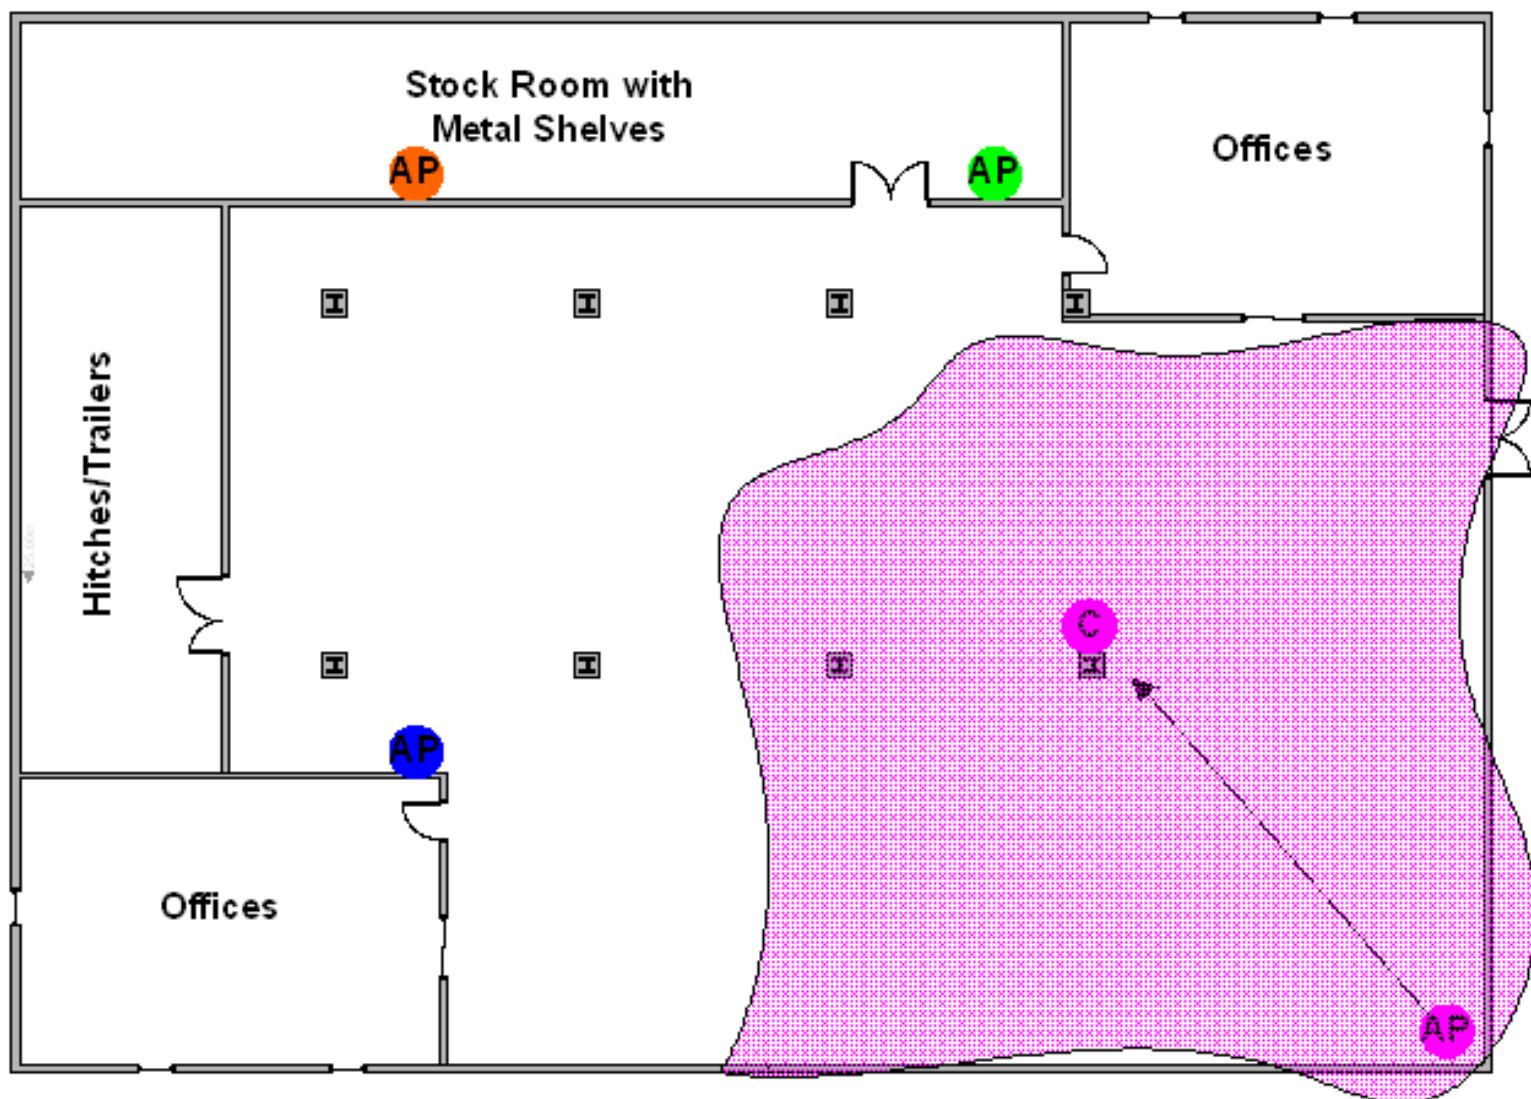 Stock Room with
Metal Shelves
Offices
AP
AP
I
I
I
I
Hitches/Trailers
C
I
I
I
I
AP
Offices
AP